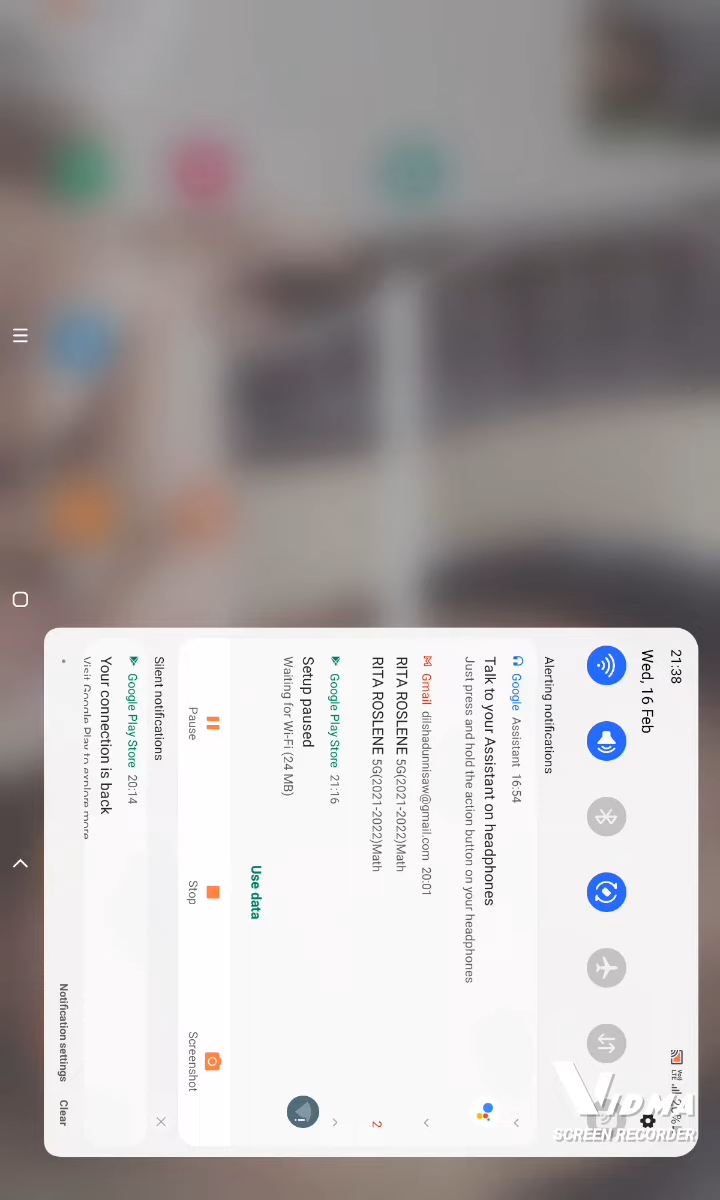 21:38
Wed, 16 Feb
Alerting notifications
Google Assistant 16:54
Talk to your Assistant on headphones
Just press and hold the action button on your headphones
Gmail diishadunnisaw@gmail.com 20:01
RITA ROSLENE 5G(2021-2022)Math
RITA ROSLENE 5G(2021-2022)Math
2
Google Play Store 21:16
Setup paused
Waiting for Wi-Fi (24 MB)
Use data
Pause
Stop
Screenshot
Silent notifications
Google Play Store 20:14
Your connection is back
Visit Google Play to explore more
Notification settings
Clear
VIDMA
SCREEN RECORDER